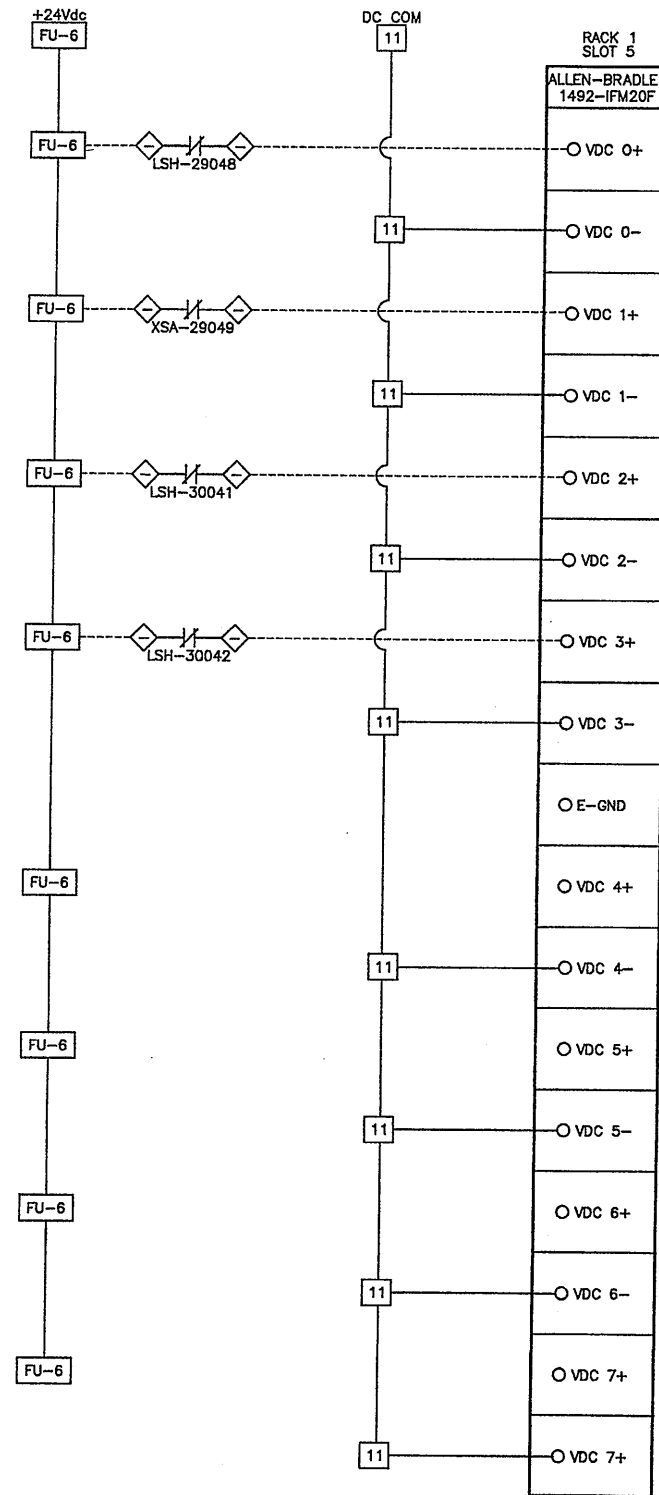 +24Vdc DC COM
FU-6 11 RACK 1
SLOT 5
ALLEN-BRADLE
1492-IFM20F
FU-6 LSH-29048 VDC 0+
11 VDC 0-
FU-6 XSA-29049 VDC 1+
11 VDC 1-
FU-6 LSH-30041 VDC 2+
11 VDC 2-
FU-6 LSH-30042 VDC 3+
11 VDC 3-
E-GND
FU-6 VDC 4+
11 VDC 4-
FU-6 VDC 5+
11 VDC 5-
FU-6 VDC 6+
11 VDC 6-
FU-6 VDC 7+
11 VDC 7+